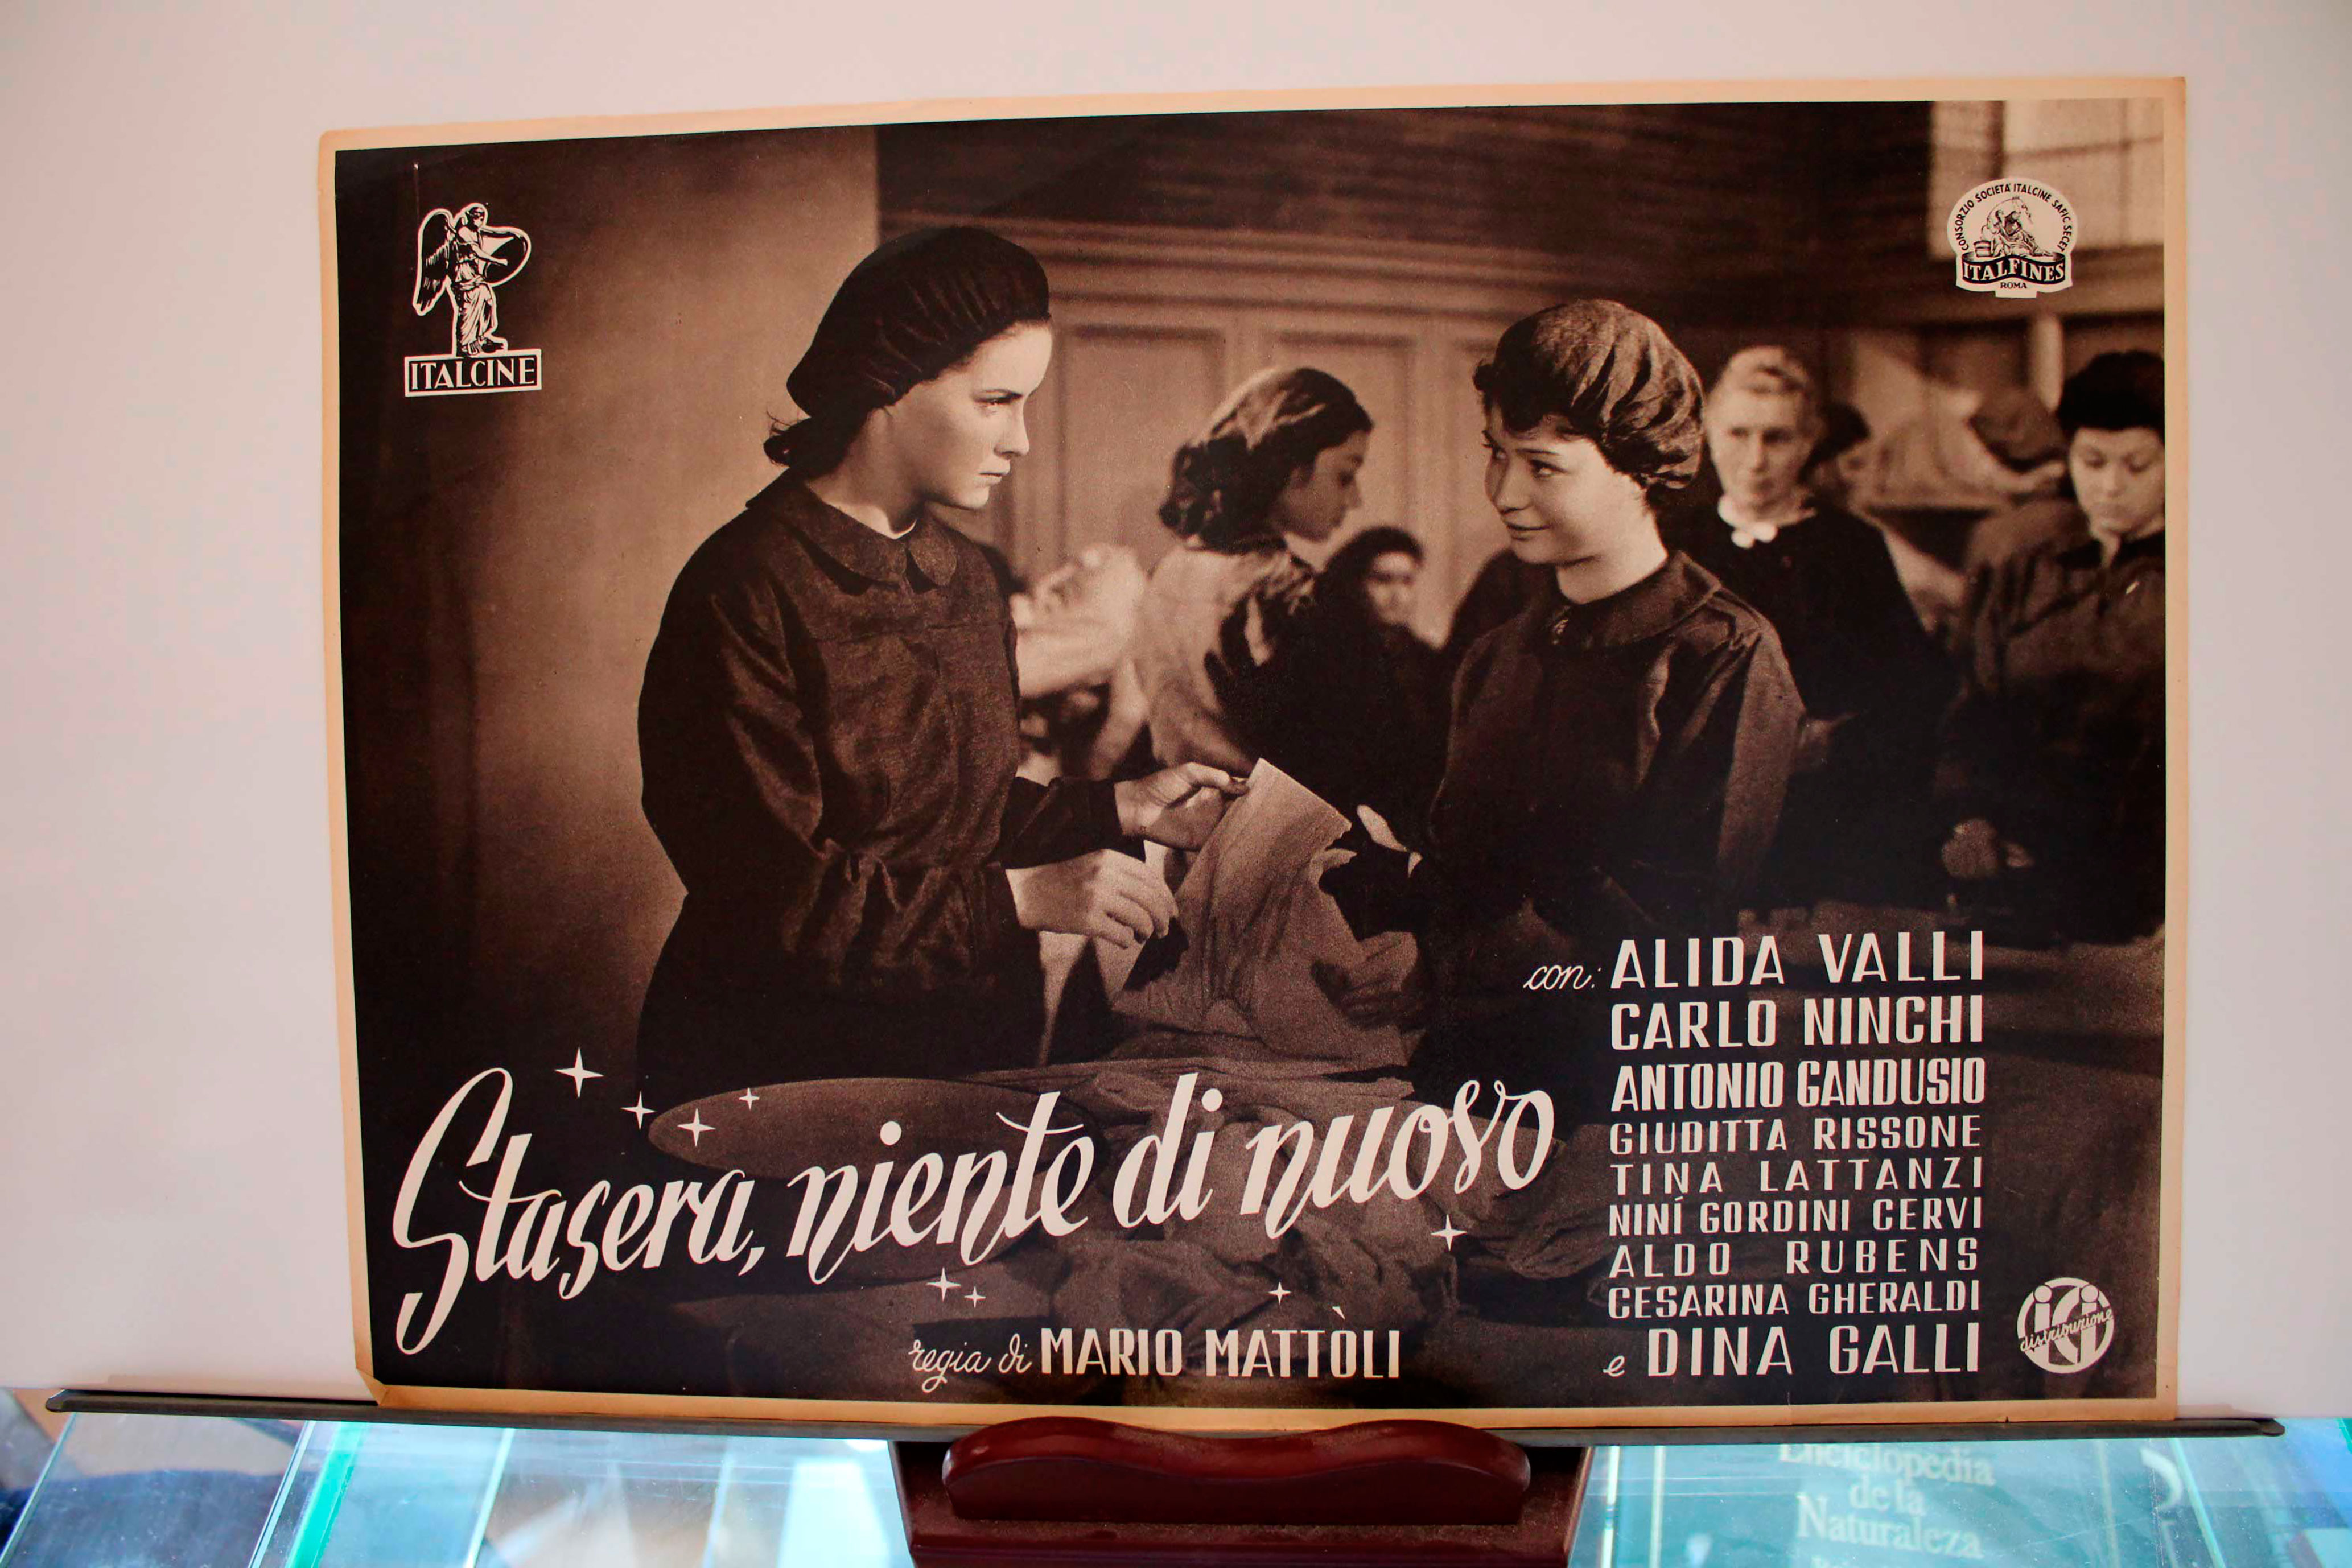 ITALCINE
CONSORZIO SOCIETÀ ITALCINE SAFIC-SECET
ITALFINES
ROMA
con: ALIDA VALLI
CARLO NINCHI
ANTONIO GANDUSIO
GIUDITTA RISSONE
TINA LATTANZI
NINÍ GORDINI CERVI
ALDO RUBENS
CESARINA GHERALDI
e DINA GALLI
Stasera, niente di nuovo
regia di MARIO MATTÒLI
ICI
distribuzione
Enciclopedia
de la
Naturaleza